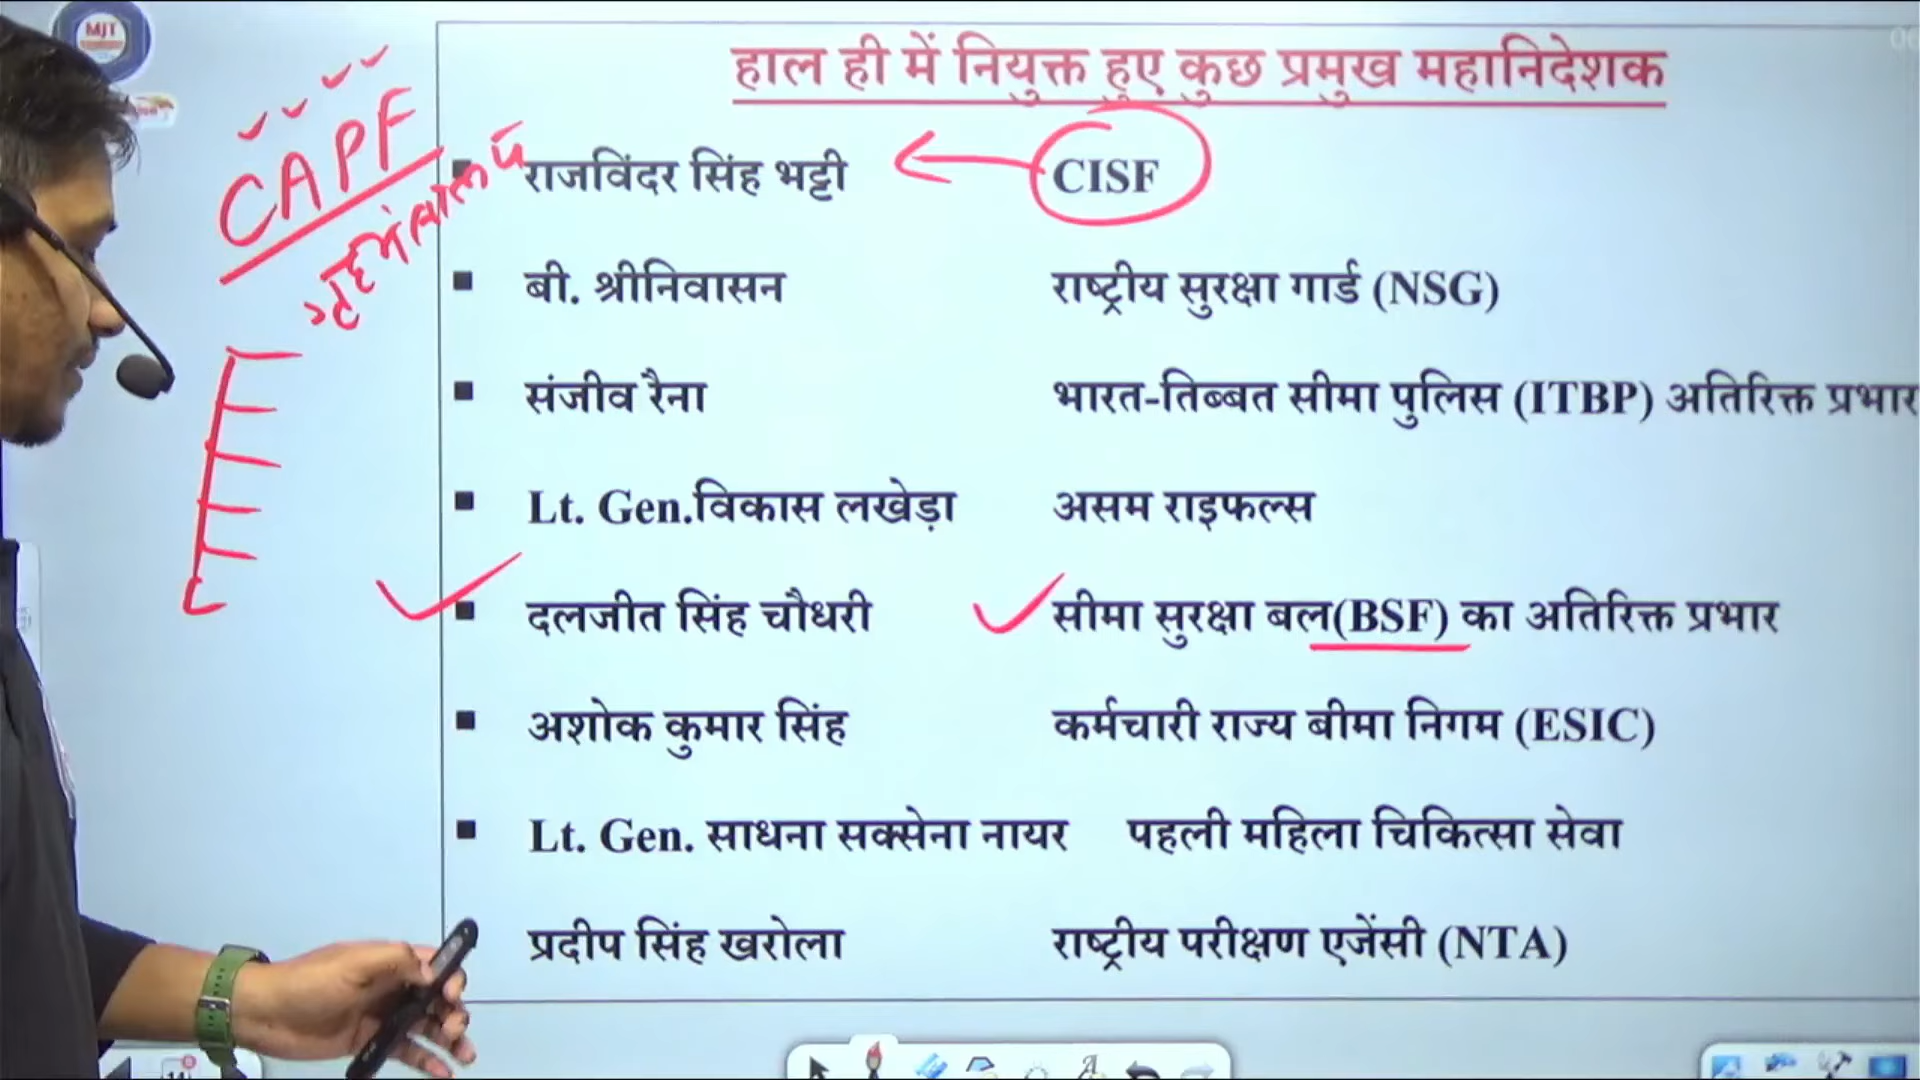 MJT
हाल ही में नियुक्त हुए कुछ प्रमुख महानिदेशक
CAPF
राजविंदर सिंह भट्टी CISF
बी. श्रीनिवासन राष्ट्रीय सुरक्षा गार्ड (NSG)
संजीव रैना भारत-तिब्बत सीमा पुलिस (ITBP) अतिरिक्त प्रभार
Lt. Gen.विकास लखेड़ा असम राइफल्स
दलजीत सिंह चौधरी सीमा सुरक्षा बल(BSF) का अतिरिक्त प्रभार
अशोक कुमार सिंह कर्मचारी राज्य बीमा निगम (ESIC)
Lt. Gen. साधना सक्सेना नायर पहली महिला चिकित्सा सेवा
प्रदीप सिंह खरोला राष्ट्रीय परीक्षण एजेंसी (NTA)